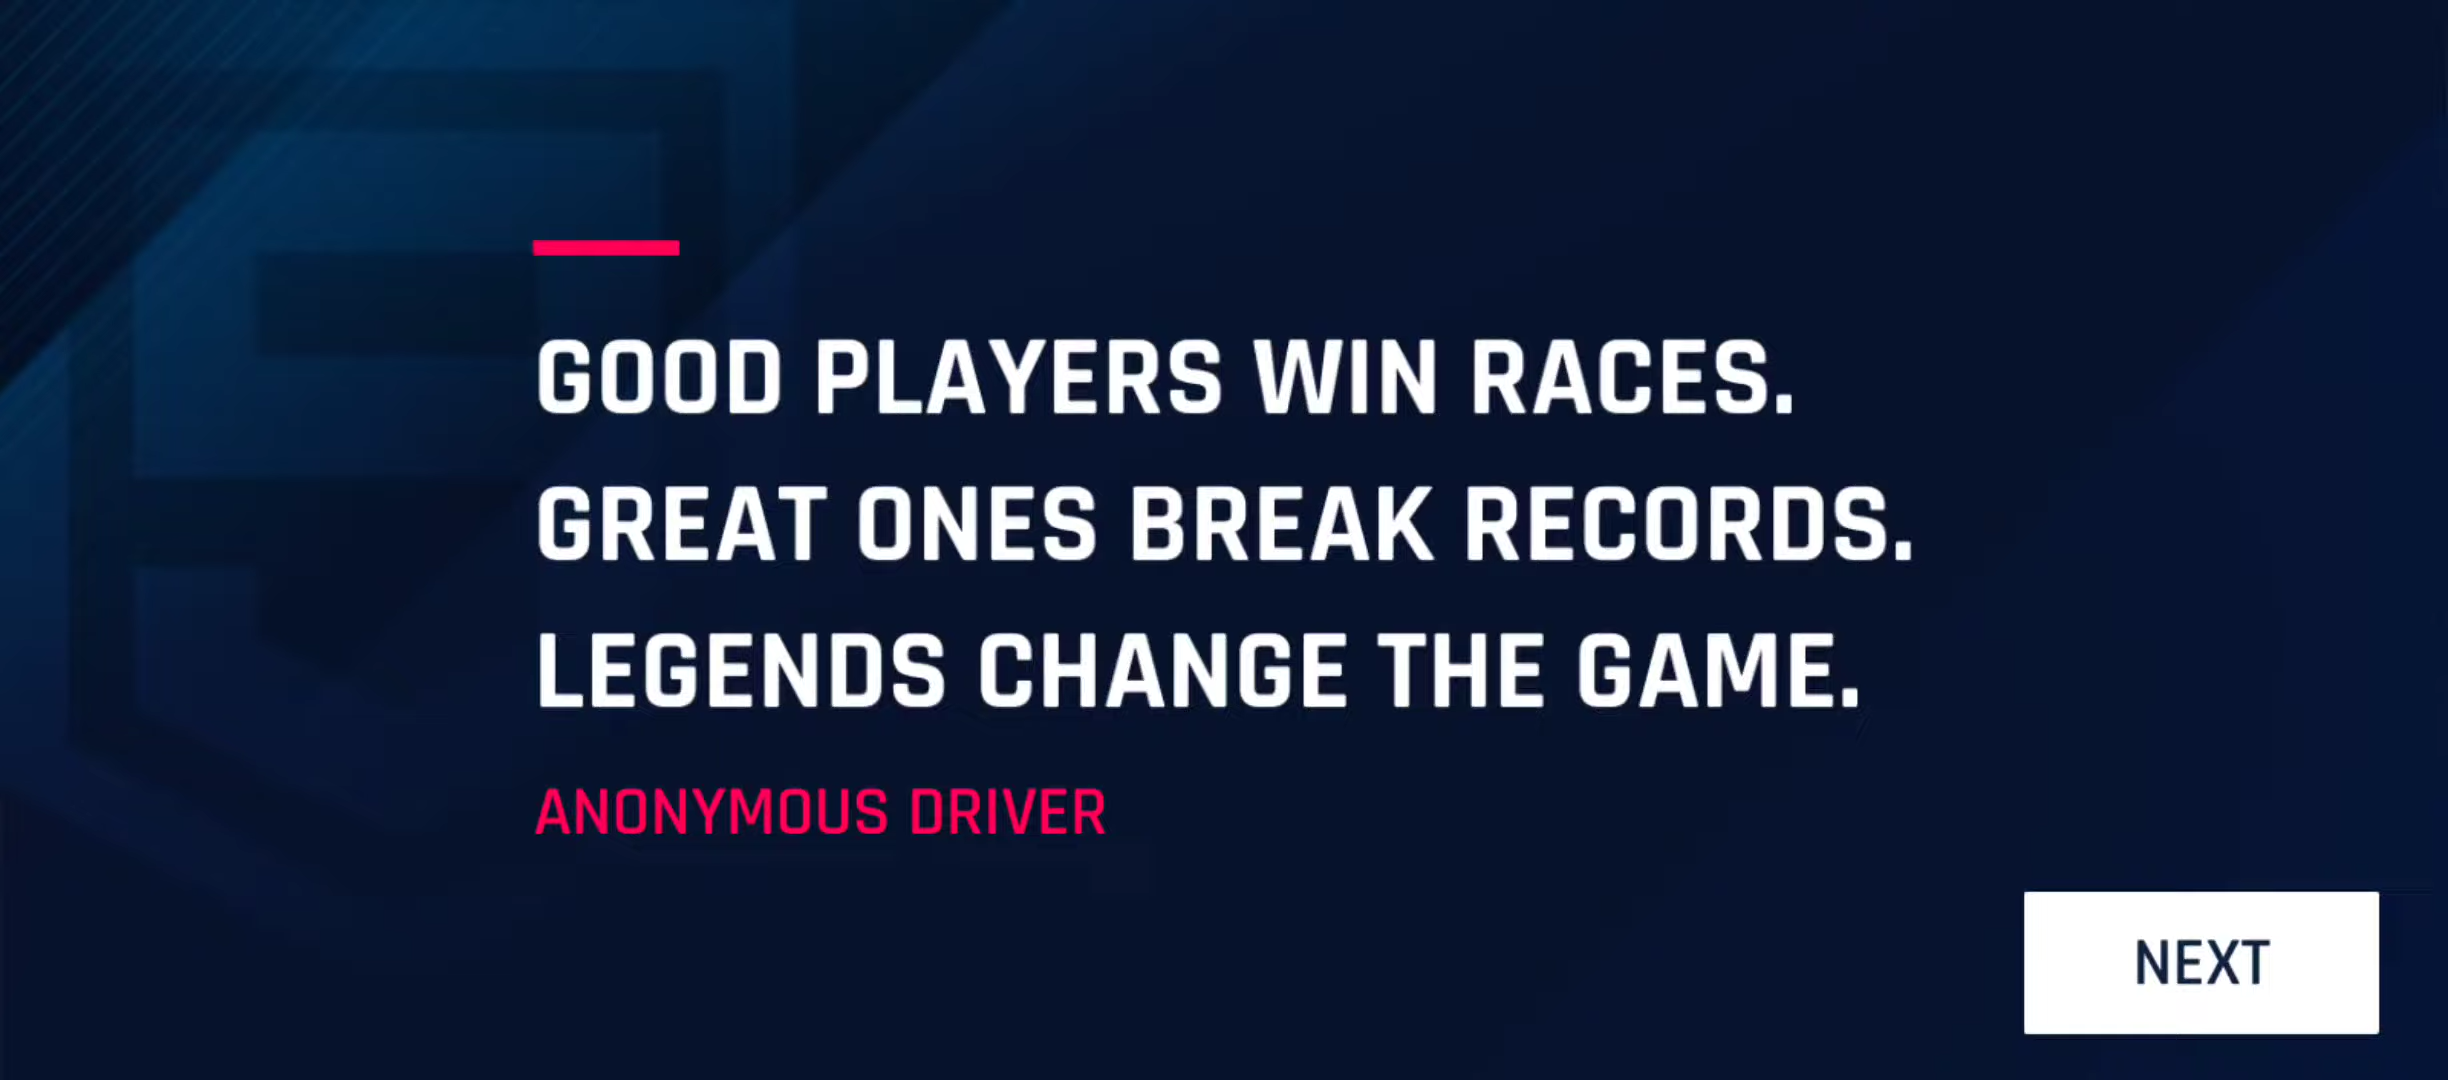 GOOD PLAYERS WIN RACES.
GREAT ONES BREAK RECORDS.
LEGENDS CHANGE THE GAME.
ANONYMOUS DRIVER
NEXT